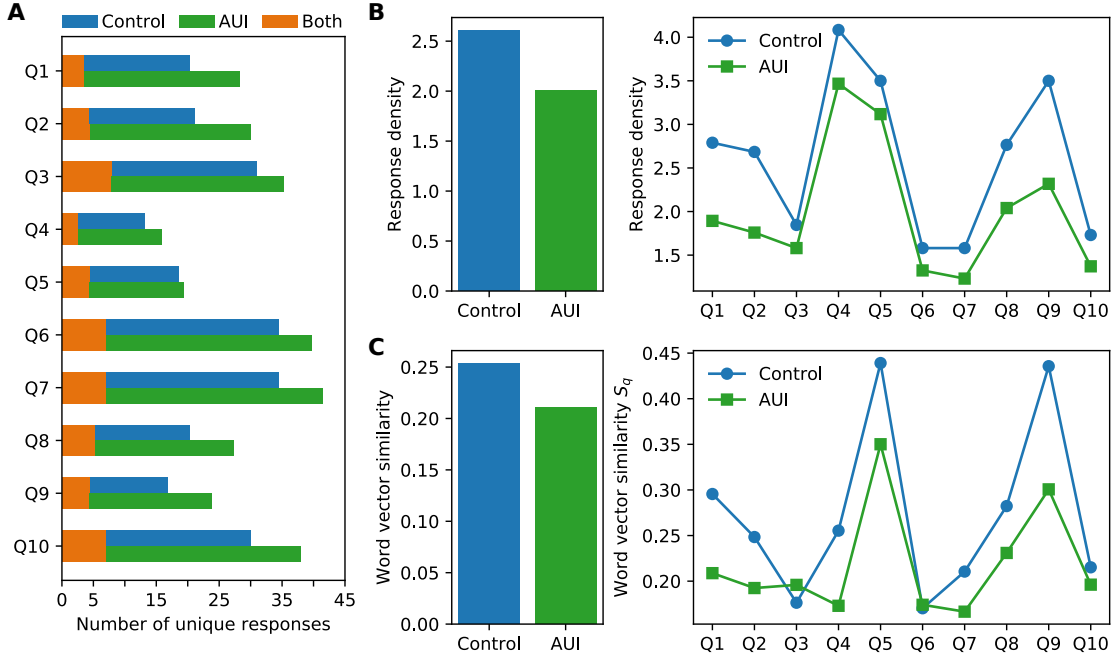 A
Control AUI Both
Q1
Q2
Q3
Q4
Q5
Q6
Q7
Q8
Q9
Q10
0 5 15 25 35 45
Number of unique responses
B
Response density
2.5
2.0
1.5
1.0
0.5
0.0
Control AUI
Response density
4.0
3.5
3.0
2.5
2.0
1.5
Control
AUI
Q1 Q2 Q3 Q4 Q5 Q6 Q7 Q8 Q9 Q10
C
Word vector similarity
0.25
0.20
0.15
0.10
0.05
0.00
Control AUI
Word vector similarity S_q
0.45
0.40
0.35
0.30
0.25
0.20
Control
AUI
Q1 Q2 Q3 Q4 Q5 Q6 Q7 Q8 Q9 Q10